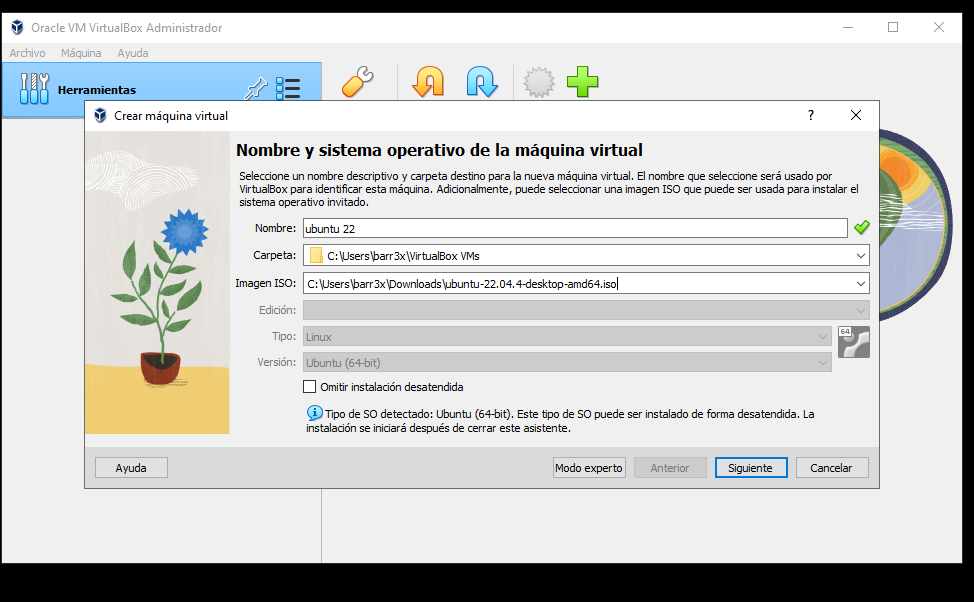 Oracle VM VirtualBox Administrador
Archivo Máquina Ayuda
Herramientas
Crear máquina virtual
?
Nombre y sistema operativo de la máquina virtual
Seleccione un nombre descriptivo y carpeta destino para la nueva máquina virtual. El nombre que seleccione será usado por
VirtualBox para identificar esta máquina. Adicionalmente, puede seleccionar una imagen ISO que puede ser usada para instalar el
sistema operativo invitado.
Nombre: ubuntu 22
Carpeta: C:\Users\barr3x\VirtualBox VMs
Imagen ISO: C:\Users\barr3x\Downloads\ubuntu-22.04.4-desktop-amd64.iso
Edición:
Tipo: Linux
64
Versión: Ubuntu (64-bit)
Omitir instalación desatendida
Tipo de SO detectado: Ubuntu (64-bit). Este tipo de SO puede ser instalado de forma desatendida. La
instalación se iniciará después de cerrar este asistente.
Ayuda Modo experto Anterior Siguiente Cancelar